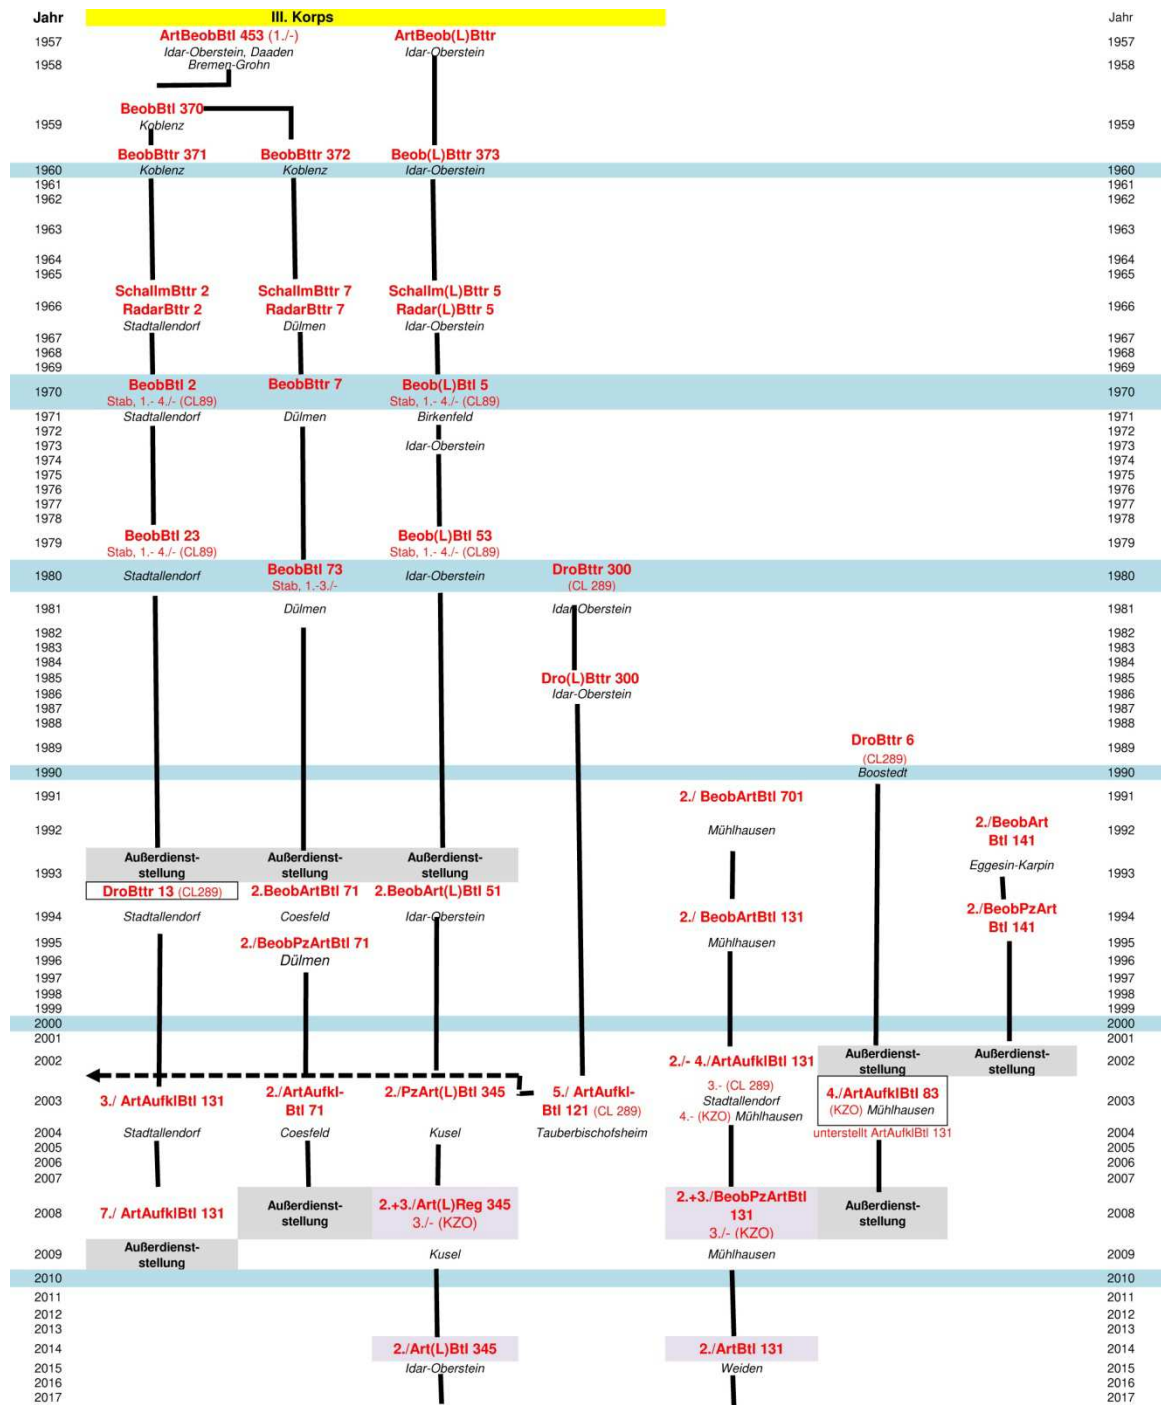 Jahr III. Korps Jahr
ArtBeobBtl 453 (1./-) ArtBeob(L)Bttr
1957 Idar-Oberstein, Daaden Idar-Oberstein 1957
1958 Bremen-Grohn 1958
BeobBtl 370
1959 Koblenz 1959
BeobBttr 371 BeobBttr 372 Beob(L)Bttr 373
1960 Koblenz Koblenz Idar-Oberstein 1960
1961 1961
1962 1962
1963 1963
1964 1964
1965 1965
SchallmBttr 2 SchallmBttr 7 Schallm(L)Bttr 5
1966 RadarBttr 2 RadarBttr 7 Radar(L)Bttr 5 1966
Stadtallendorf Dülmen Idar-Oberstein
1967 1967
1968 1968
1969 1969
BeobBtl 2 BeobBttr 7 Beob(L)Btl 5
1970 1970
Stab, 1.- 4./- (CL89) Stab, 1.- 4./- (CL89)
1971 Stadtallendorf Dülmen Birkenfeld 1971
1972 1972
1973 Idar-Oberstein 1973
1974 1974
1975 1975
1976 1976
1977 1977
1978 1978
BeobBtl 23 Beob(L)Btl 53
1979 1979
Stab, 1.- 4./- (CL89) Stab, 1.- 4./- (CL89)
BeobBtl 73 DroBttr 300
1980 Stadtallendorf Idar-Oberstein 1980
Stab, 1.-3./- (CL 289)
1981 Dülmen Idar-Oberstein 1981
1982 1982
1983 1983
1984 1984
1985 Dro(L)Bttr 300 1985
1986 Idar-Oberstein 1986
1987 1987
1988 1988
DroBttr 6
1989 1989
(CL289)
1990 Boostedt 1990
1991 2./ BeobArtBtl 701 1991
2./BeobArt
1992 Mühlhausen 1992
Btl 141
Außerdienst- Außerdienst- Außerdienst-
stellung stellung stellung Eggesin-Karpin
1993 1993
DroBttr 13 (CL289) 2.BeobArtBtl 71 2.BeobArt(L)Btl 51
2./BeobPzArt
1994 Stadtallendorf Coesfeld Idar-Oberstein 2./ BeobArtBtl 131 1994
Btl 141
1995 2./BeobPzArtBtl 71 Mühlhausen 1995
1996 Dülmen 1996
1997 1997
1998 1998
1999 1999
2000 2000
2001 2001
Außerdienst- Außerdienst-
2002 2./- 4./ArtAufklBtl 131 2002
stellung stellung
3.- (CL 289)
2./ArtAufkl- 5./ ArtAufkl- 4./ArtAufklBtl 83
2003 3./ ArtAufklBtl 131 2./PzArt(L)Btl 345 Stadtallendorf 2003
Btl 71 Btl 121 (CL 289) 4.- (KZO) Mühlhausen (KZO) Mühlhausen
2004 Stadtallendorf Coesfeld Kusel Tauberbischofsheim unterstellt ArtAufklBtl 131 2004
2005 2005
2006 2006
2007 2007
Außerdienst- 2.+3./Art(L)Reg 345 2.+3./BeobPzArtBtl Außerdienst-
2008 7./ ArtAufklBtl 131 131 2008
stellung 3./- (KZO) 3./- (KZO) stellung
Außerdienst-
2009 Kusel Mühlhausen 2009
stellung
2010 2010
2011 2011
2012 2012
2013 2013
2014 2./Art(L)Btl 345 2./ArtBtl 131 2014
2015 Idar-Oberstein Weiden 2015
2016 2016
2017 2017